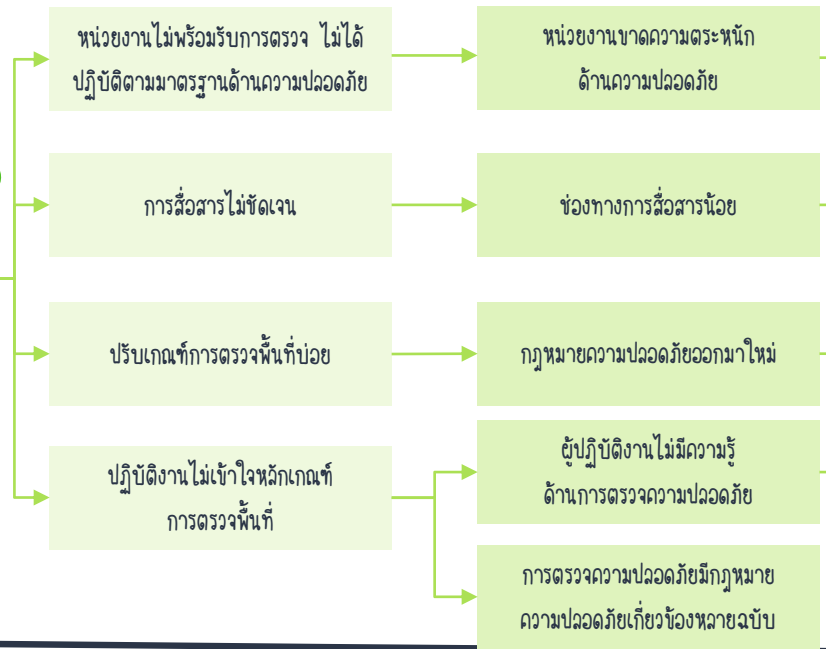 หน่วยงานไม่พร้อมรับการตรวจ ไม่ได้
ปฏิบัติตามมาตรฐานด้านความปลอดภัย
หน่วยงานขาดความตระหนัก
ด้านความปลอดภัย
การสื่อสารไม่ชัดเจน
ช่องทางการสื่อสารน้อย
ปรับเกณฑ์การตรวจพื้นที่บ่อย
กฎหมายความปลอดภัยออกมาใหม่
ปฏิบัติงานไม่เข้าใจหลักเกณฑ์
การตรวจพื้นที่
ผู้ปฏิบัติงานไม่มีความรู้
ด้านการตรวจความปลอดภัย
การตรวจความปลอดภัยมีกฎหมาย
ความปลอดภัยเกี่ยวข้องหลายฉบับ